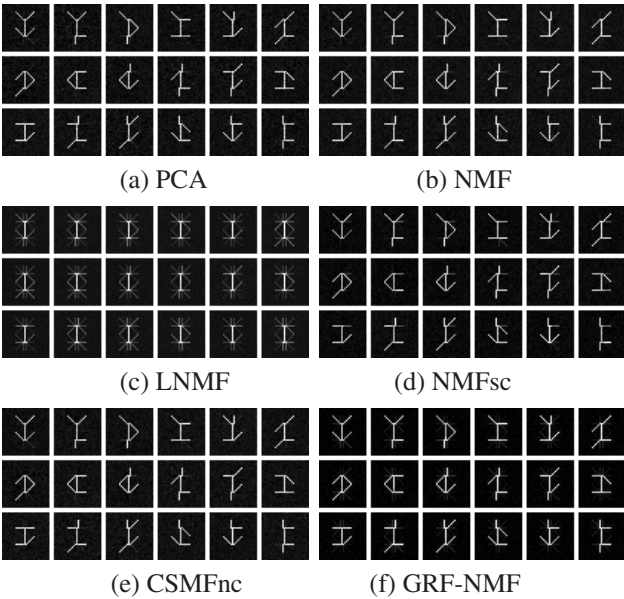 (a) PCA
(b) NMF
(c) LNMF
(d) NMFsc
(e) CSMFnc
(f) GRF-NMF